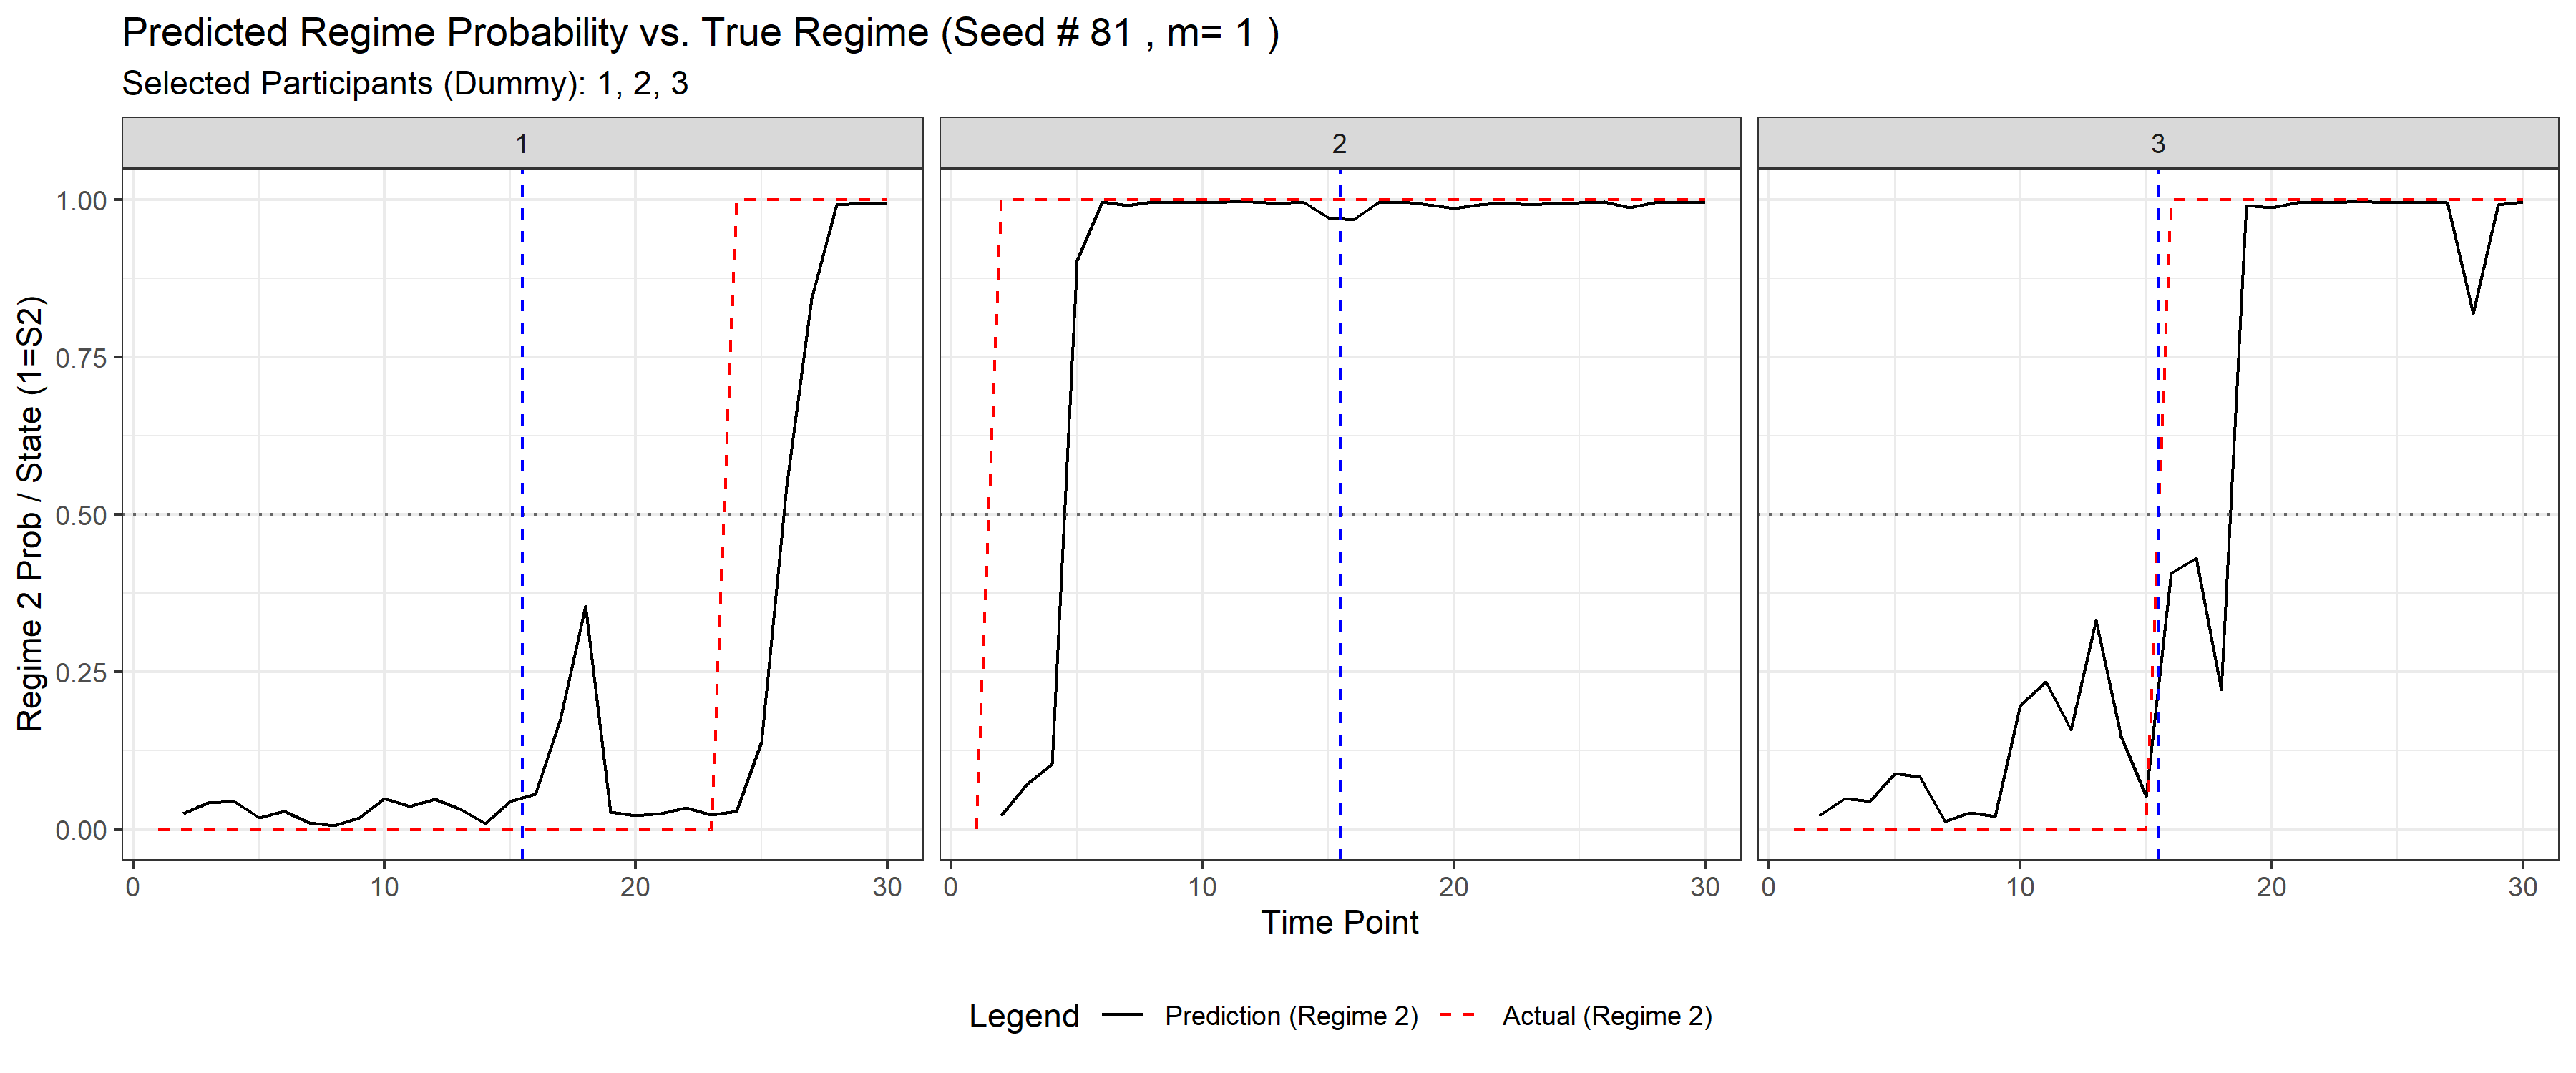 Predicted Regime Probability vs. True Regime (Seed # 81 , m= 1 )
Selected Participants (Dummy): 1, 2, 3
1
2
3
Regime 2 Prob / State (1=S2)
1.00
0.75
0.50
0.25
0.00
0 10 20 30
0 10 20 30
0 10 20 30
Time Point
Legend Prediction (Regime 2) Actual (Regime 2)